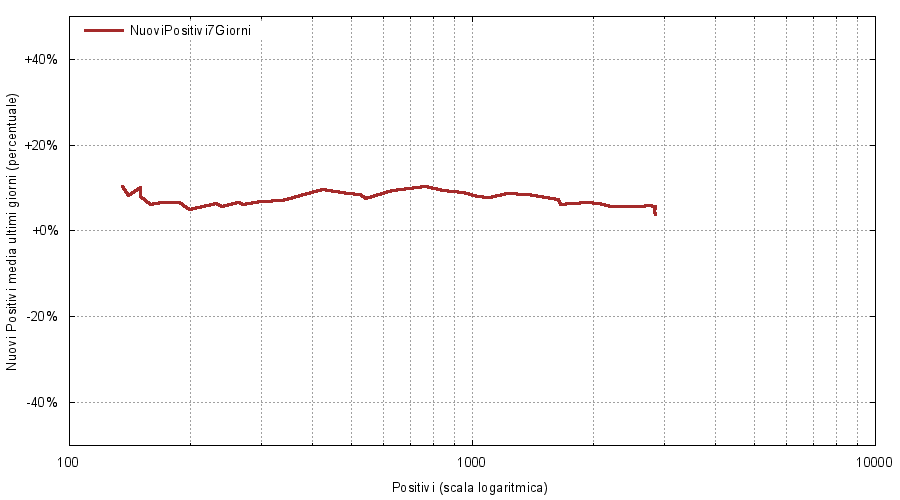 NuoviPositivi7Giorni
+40%
+20%
+0%
-20%
-40%
Nuovi Positivi media ultimi giorni (percentuale)
100 1000 10000
Positivi (scala logaritmica)